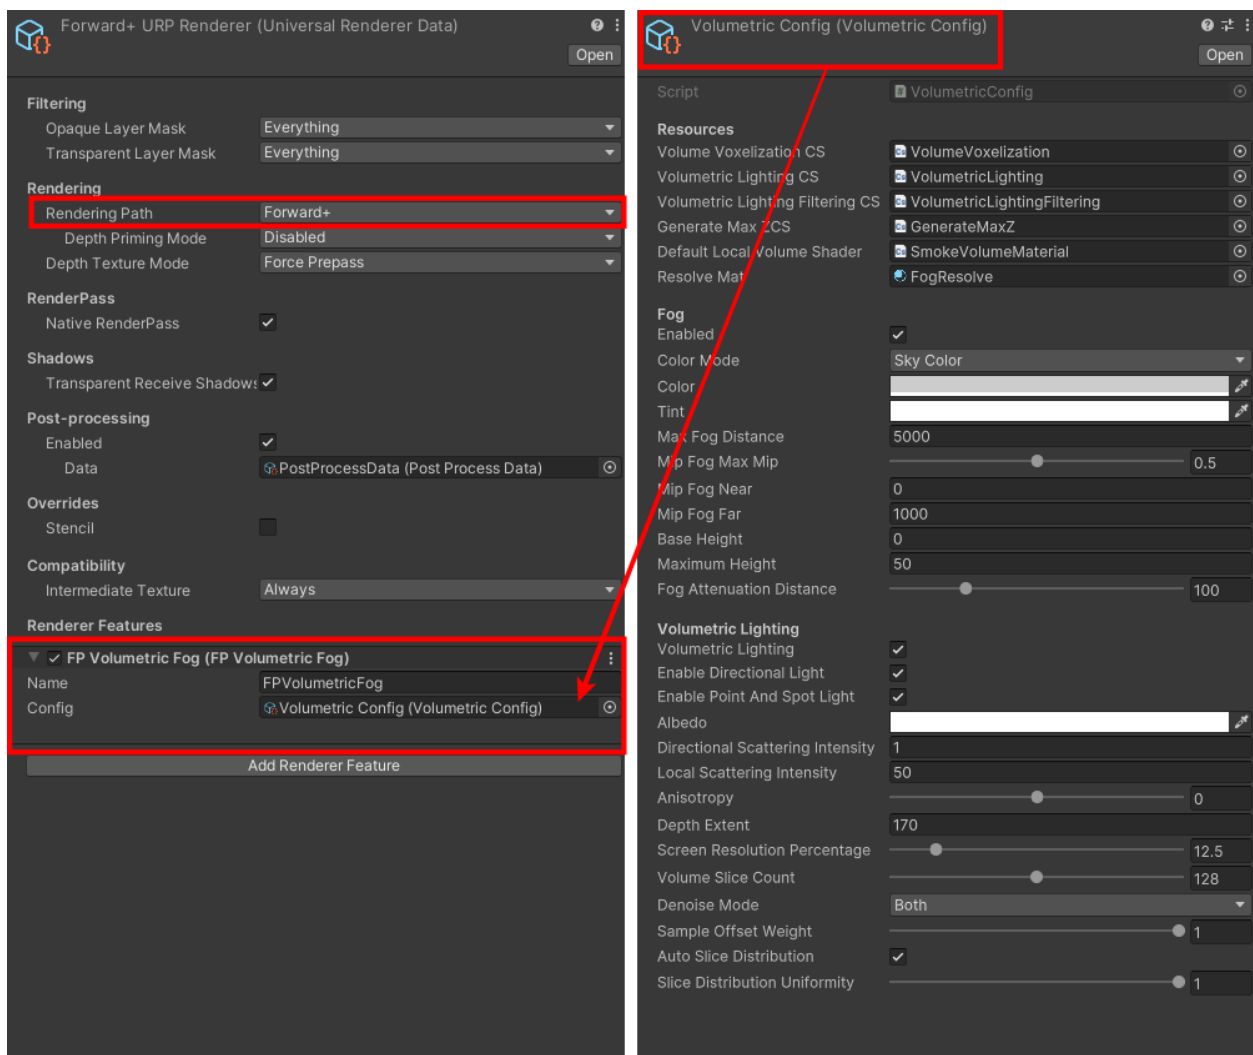 Forward+ URP Renderer (Universal Renderer Data)
Open
Filtering
Opaque Layer Mask Everything
Transparent Layer Mask Everything
Rendering
Rendering Path Forward+
Depth Priming Mode Disabled
Depth Texture Mode Force Prepass
RenderPass
Native RenderPass
Shadows
Transparent Receive Shadows
Post-processing
Enabled
Data PostProcessData (Post Process Data)
Overrides
Stencil
Compatibility
Intermediate Texture Always
Renderer Features
FP Volumetric Fog (FP Volumetric Fog)
Name FPVolumetricFog
Config Volumetric Config (Volumetric Config)
Add Renderer Feature
Volumetric Config (Volumetric Config)
Open
Script VolumetricConfig
Resources
Volume Voxelization CS VolumeVoxelization
Volumetric Lighting CS VolumetricLighting
Volumetric Lighting Filtering CS VolumetricLightingFiltering
Generate Max ZCS GenerateMaxZ
Default Local Volume Shader SmokeVolumeMaterial
Resolve Mat FogResolve
Fog
Enabled
Color Mode Sky Color
Color
Tint
Max Fog Distance 5000
Mip Fog Max Mip 0.5
Mip Fog Near 0
Mip Fog Far 1000
Base Height 0
Maximum Height 50
Fog Attenuation Distance 100
Volumetric Lighting
Volumetric Lighting
Enable Directional Light
Enable Point And Spot Light
Albedo
Directional Scattering Intensity 1
Local Scattering Intensity 50
Anisotropy 0
Depth Extent 170
Screen Resolution Percentage 12.5
Volume Slice Count 128
Denoise Mode Both
Sample Offset Weight 1
Auto Slice Distribution
Slice Distribution Uniformity 1